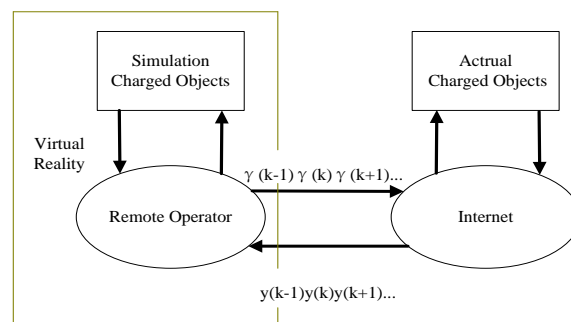 Simulation
Charged Objects
Actrual
Charged Objects
Virtual
Reality
γ (k-1) γ (k) γ (k+1)...
Remote Operator
Internet
y(k-1)y(k)y(k+1)...